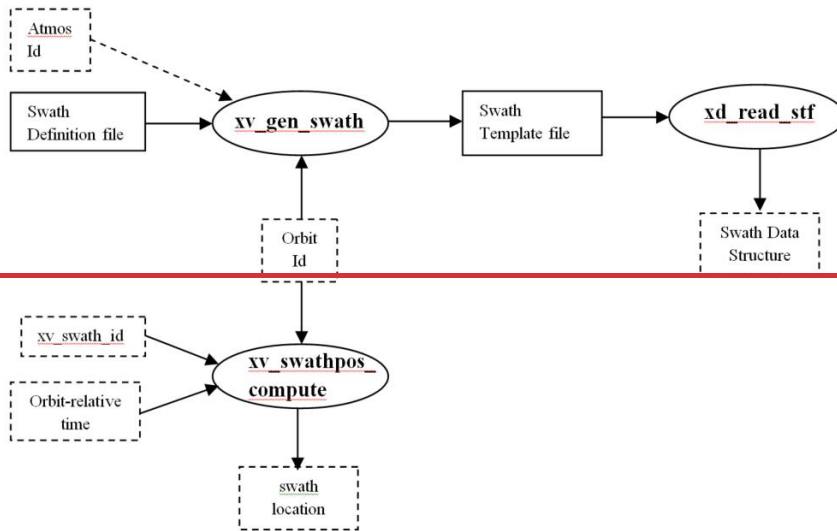 Atmos
Id
Swath
Definition file
xv_gen_swath
Swath
Template file
xd_read_stf
Orbit
Id
Swath Data
Structure
xv_swath_id
Orbit-relative
time
xv_swathpos_
compute
swath
location